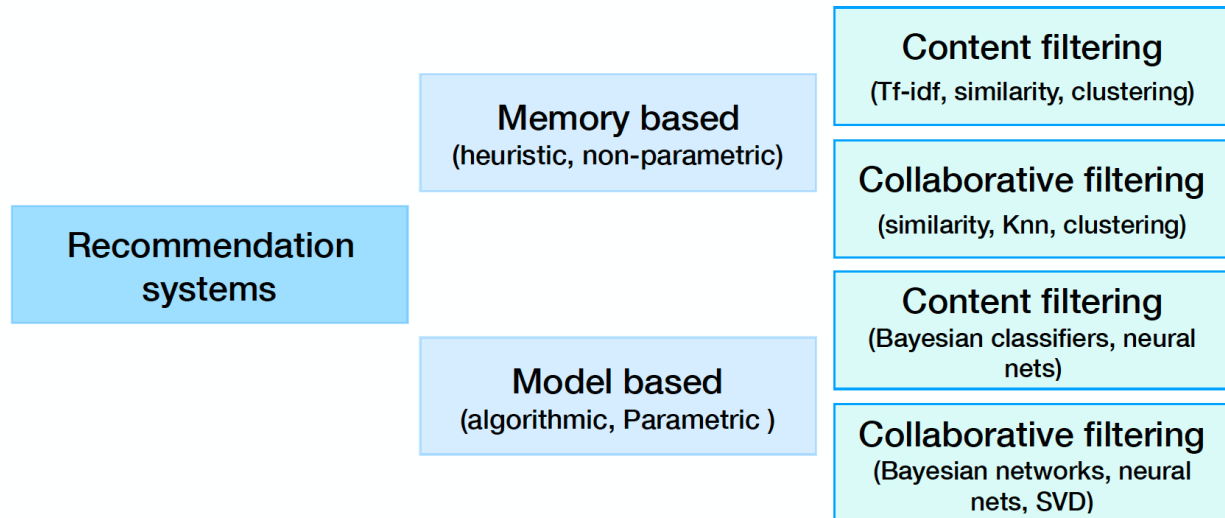 Recommendation
systems
Memory based
(heuristic, non-parametric)
Model based
(algorithmic, Parametric )
Content filtering
(Tf-idf, similarity, clustering)
Collaborative filtering
(similarity, Knn, clustering)
Content filtering
(Bayesian classifiers, neural
nets)
Collaborative filtering
(Bayesian networks, neural
nets, SVD)